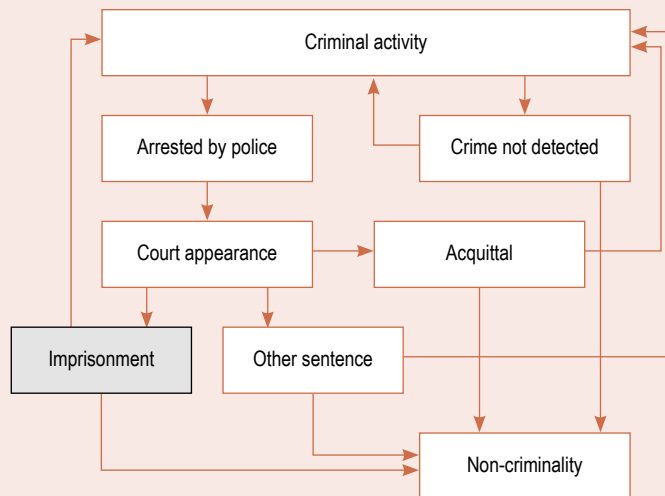 Criminal activity
Arrested by police
Crime not detected
Court appearance
Acquittal
Imprisonment
Other sentence
Non-criminality